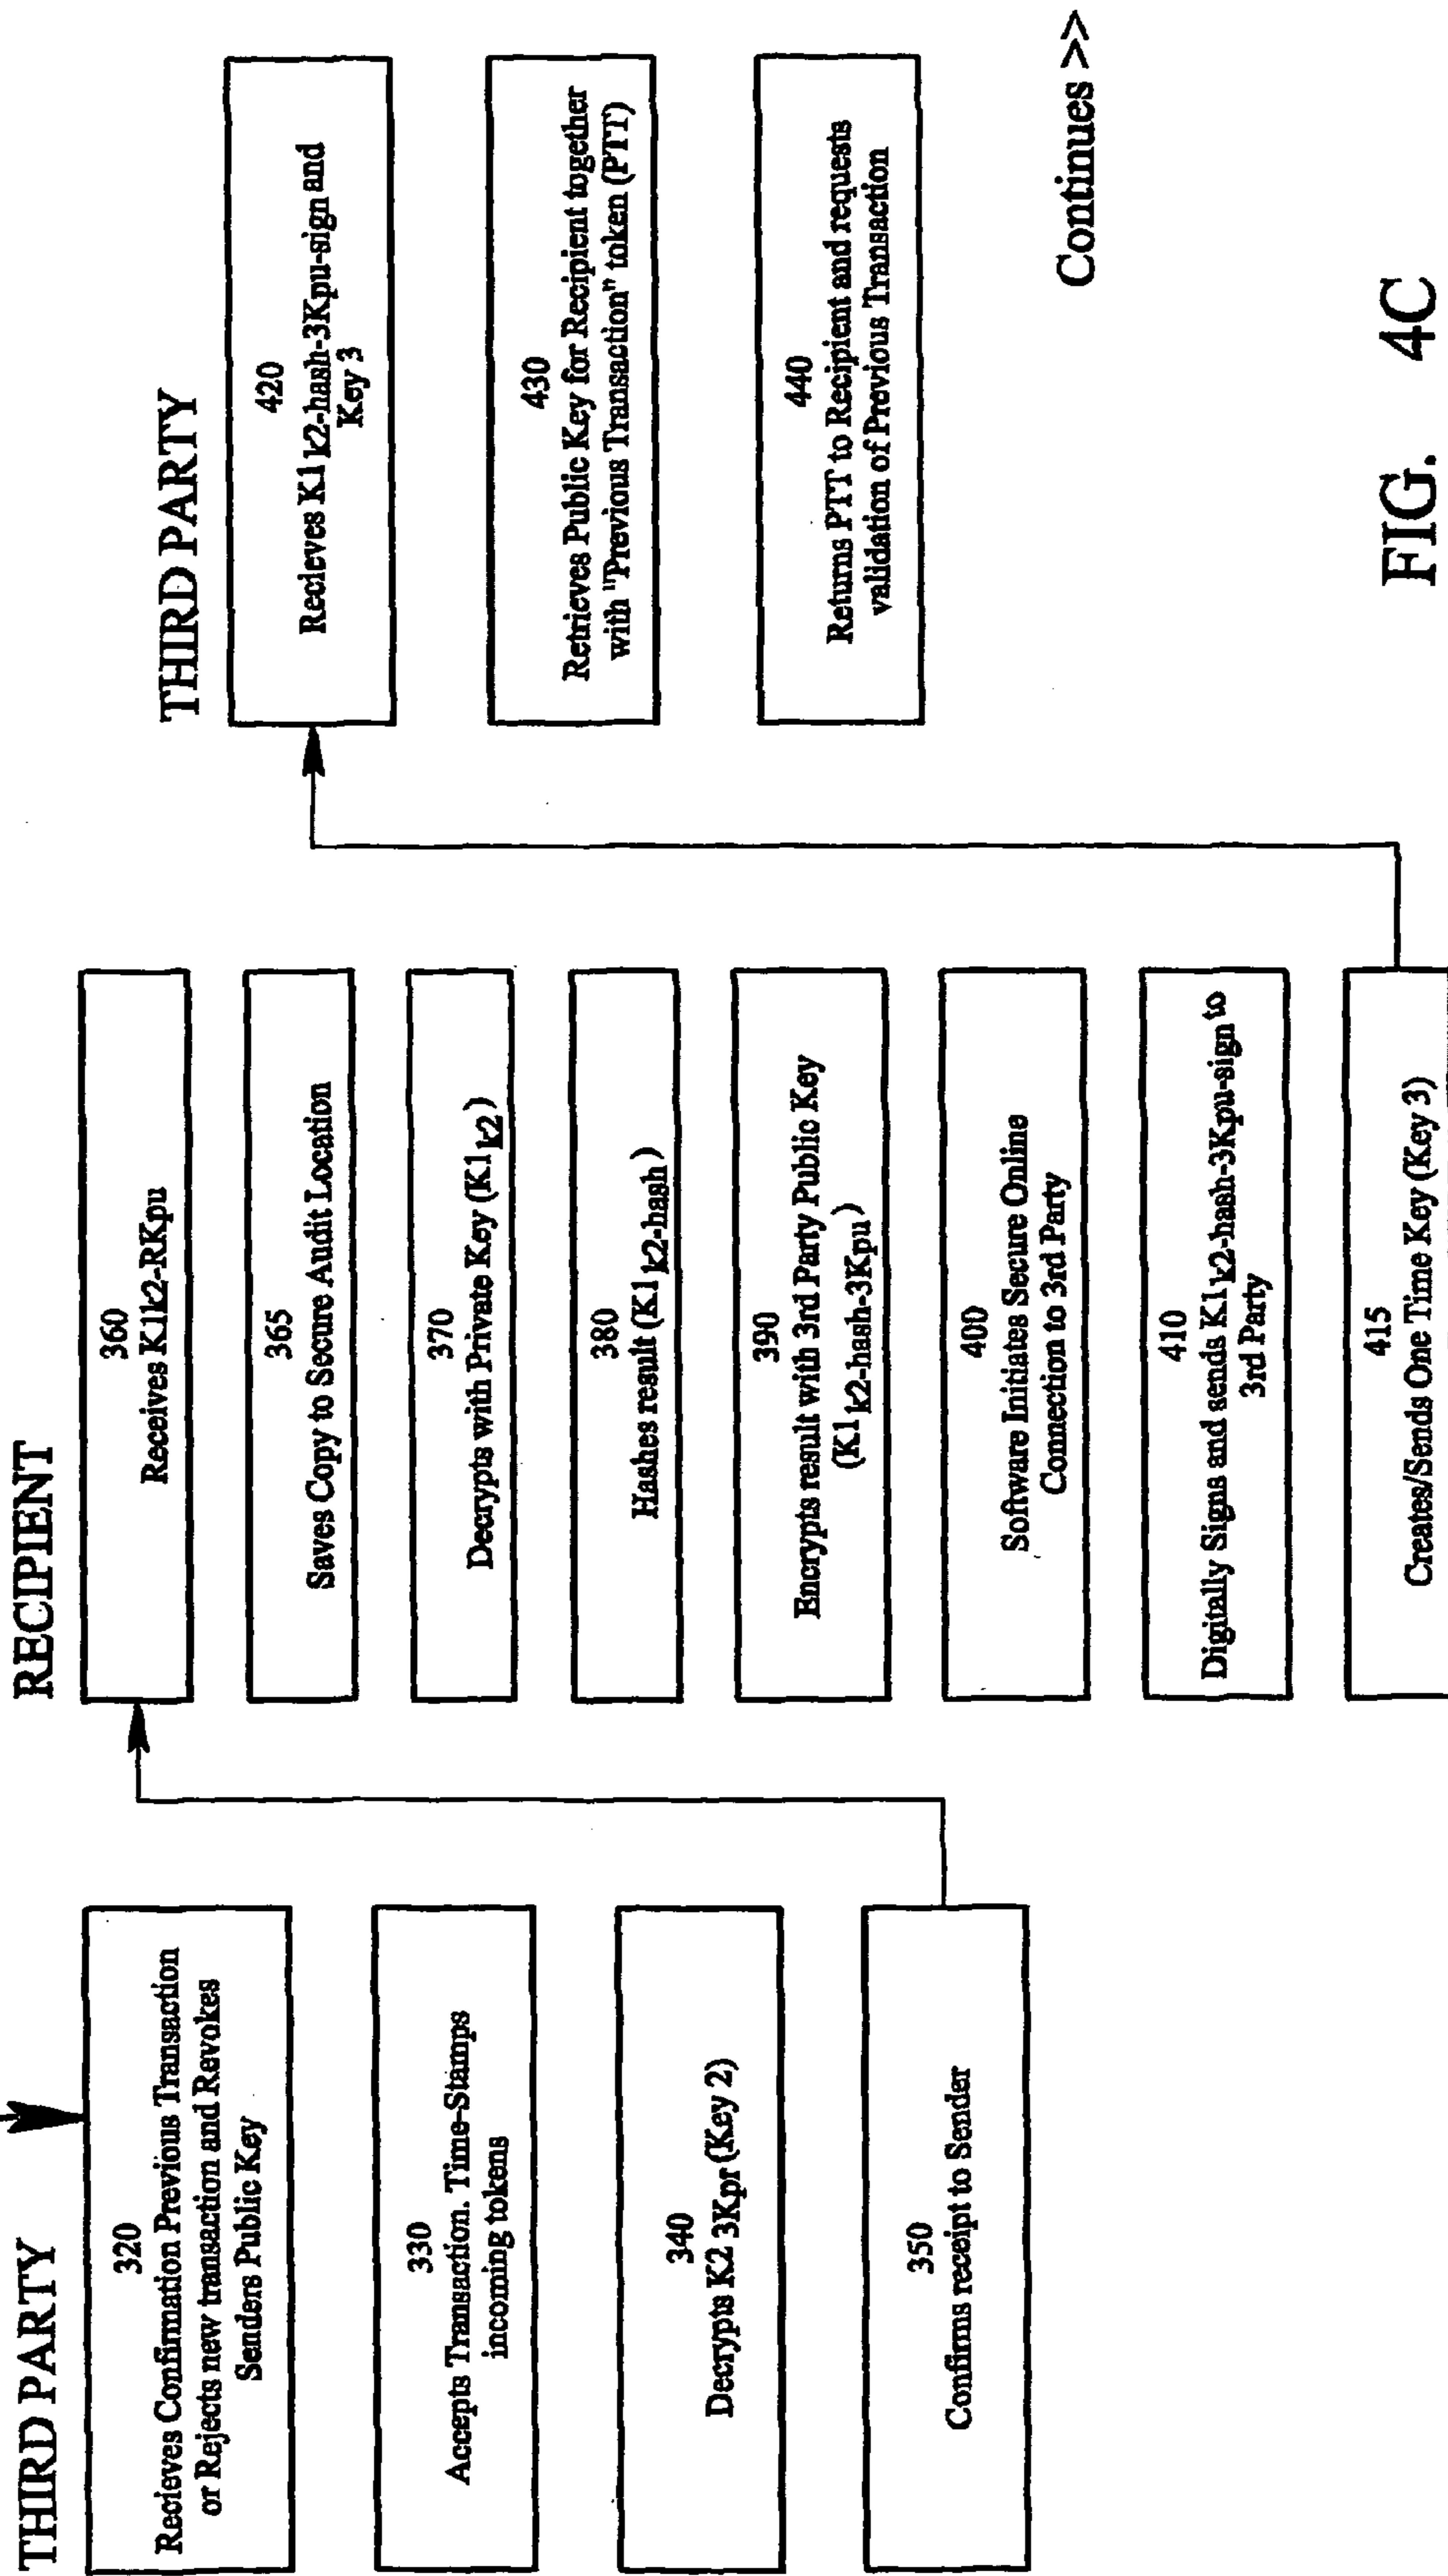 THIRD PARTY
320
Recieves Confirmation Previous Transaction
or Rejects new transaction and Revokes
Senders Public Key
330
Accepts Transaction. Time-Stamps
incoming tokens
340
Decrypts K2 3Kpr (Key 2)
350
Confirms receipt to Sender
RECIPIENT
360
Receives K1k2-RKpu
365
Saves Copy to Secure Audit Location
370
Decrypts with Private Key (K1k2)
380
Hashes result (K1k2-hash)
390
Encrypts result with 3rd Party Public Key
(K1k2-hash-3Kpu)
400
Software Initiates Secure Online
Connection to 3rd Party
410
Digitally Signs and sends K1k2-hash-3Kpu-sign to
3rd Party
415
Creates/Sends One Time Key (Key 3)
THIRD PARTY
420
Recieves K1k2-hash-3Kpu-sign and
Key 3
430
Retrieves Public Key for Recipient together
with "Previous Transaction" token (PTT)
440
Returns PTT to Recipient and requests
validation of Previous Transaction
Continues >>
FIG. 4C